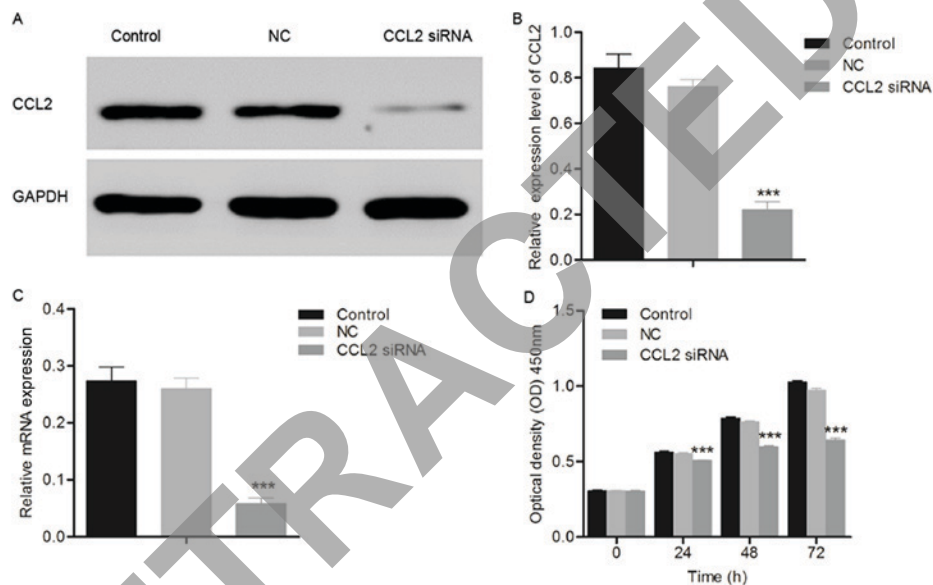 A
Control NC CCL2 siRNA
CCL2
GAPDH
B
Relative expression level of CCL2
1.0
0.8
0.6
0.4
0.2
0.0
Control
NC
CCL2 siRNA
***
C
Relative mRNA expression
0.4
0.3
0.2
0.1
0.0
Control
NC
CCL2 siRNA
***
D
Optical density (OD) 450nm
1.5
1.0
0.5
0.0
Control
NC
CCL2 siRNA
*** *** ***
0 24 48 72
Time (h)
TRACTED